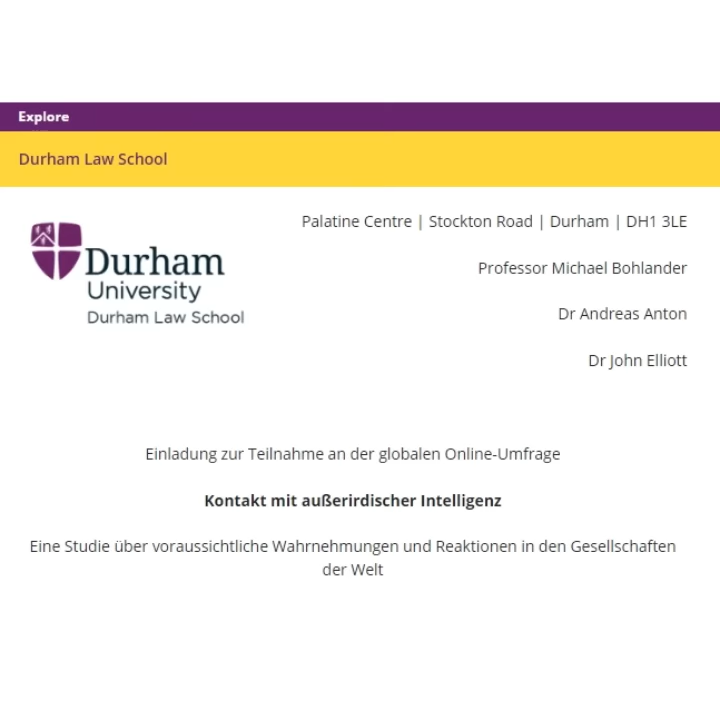 Explore
Durham Law School
Durham
University
Durham Law School
Palatine Centre | Stockton Road | Durham | DH1 3LE
Professor Michael Bohlander
Dr Andreas Anton
Dr John Elliott
Einladung zur Teilnahme an der globalen Online-Umfrage
Kontakt mit außerirdischer Intelligenz
Eine Studie über voraussichtliche Wahrnehmungen und Reaktionen in den Gesellschaften
der Welt